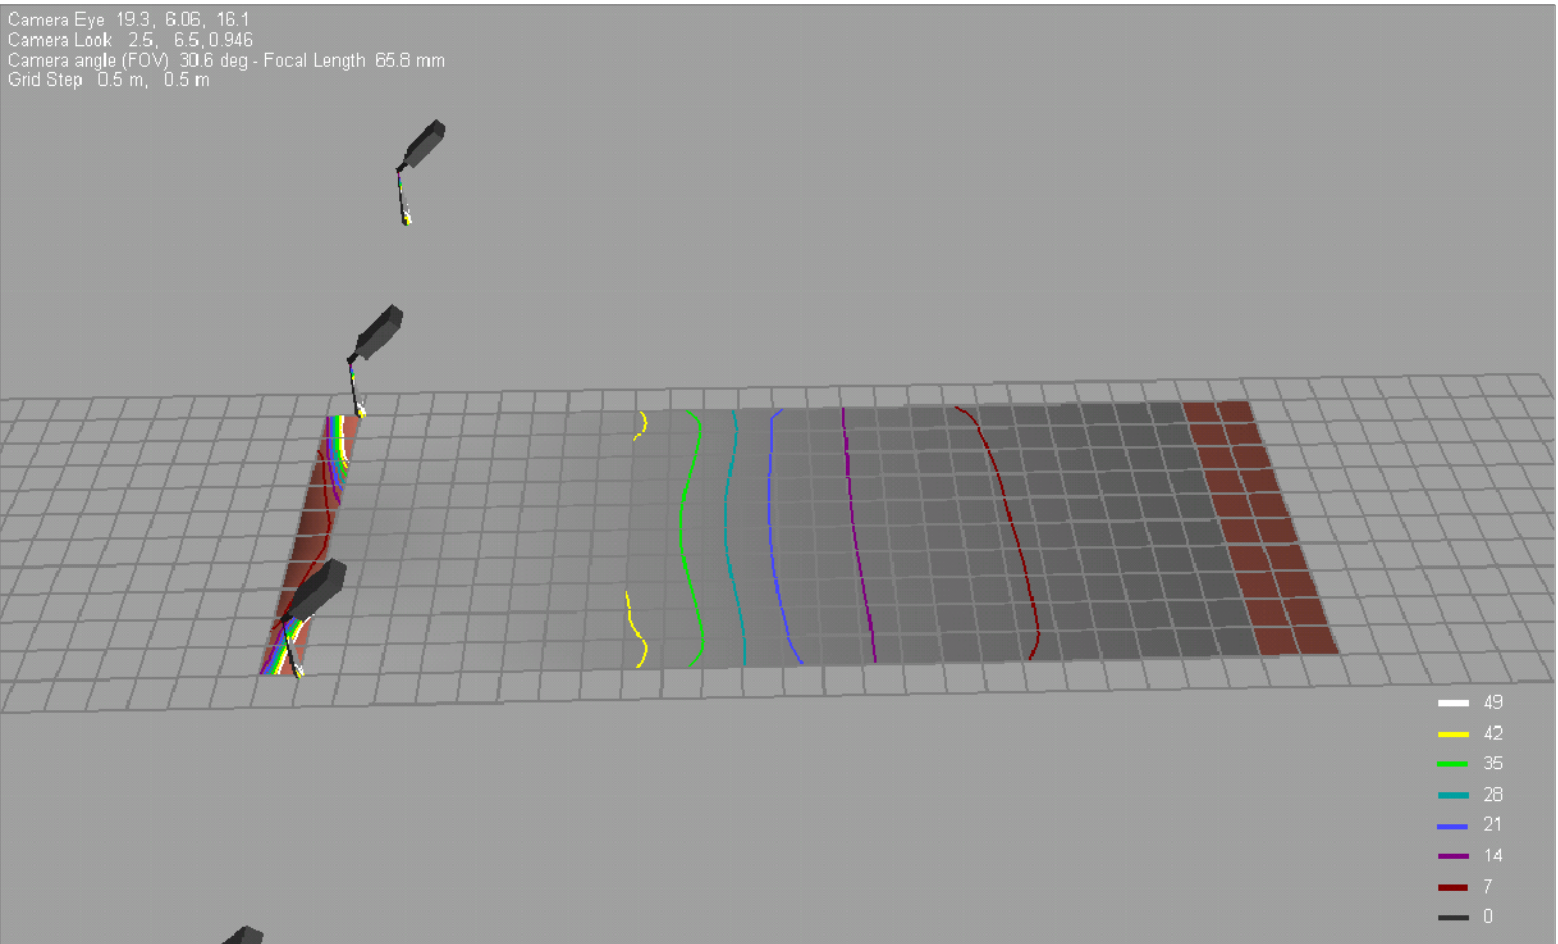 Camera Eye 19.3, 6.06, 16.1
Camera Look 2.5, 6.5, 0.946
Camera angle (FOV) 30.6 deg - Focal Length 65.8 mm
Grid Step 0.5 m, 0.5 m
49
42
35
28
21
14
7
0